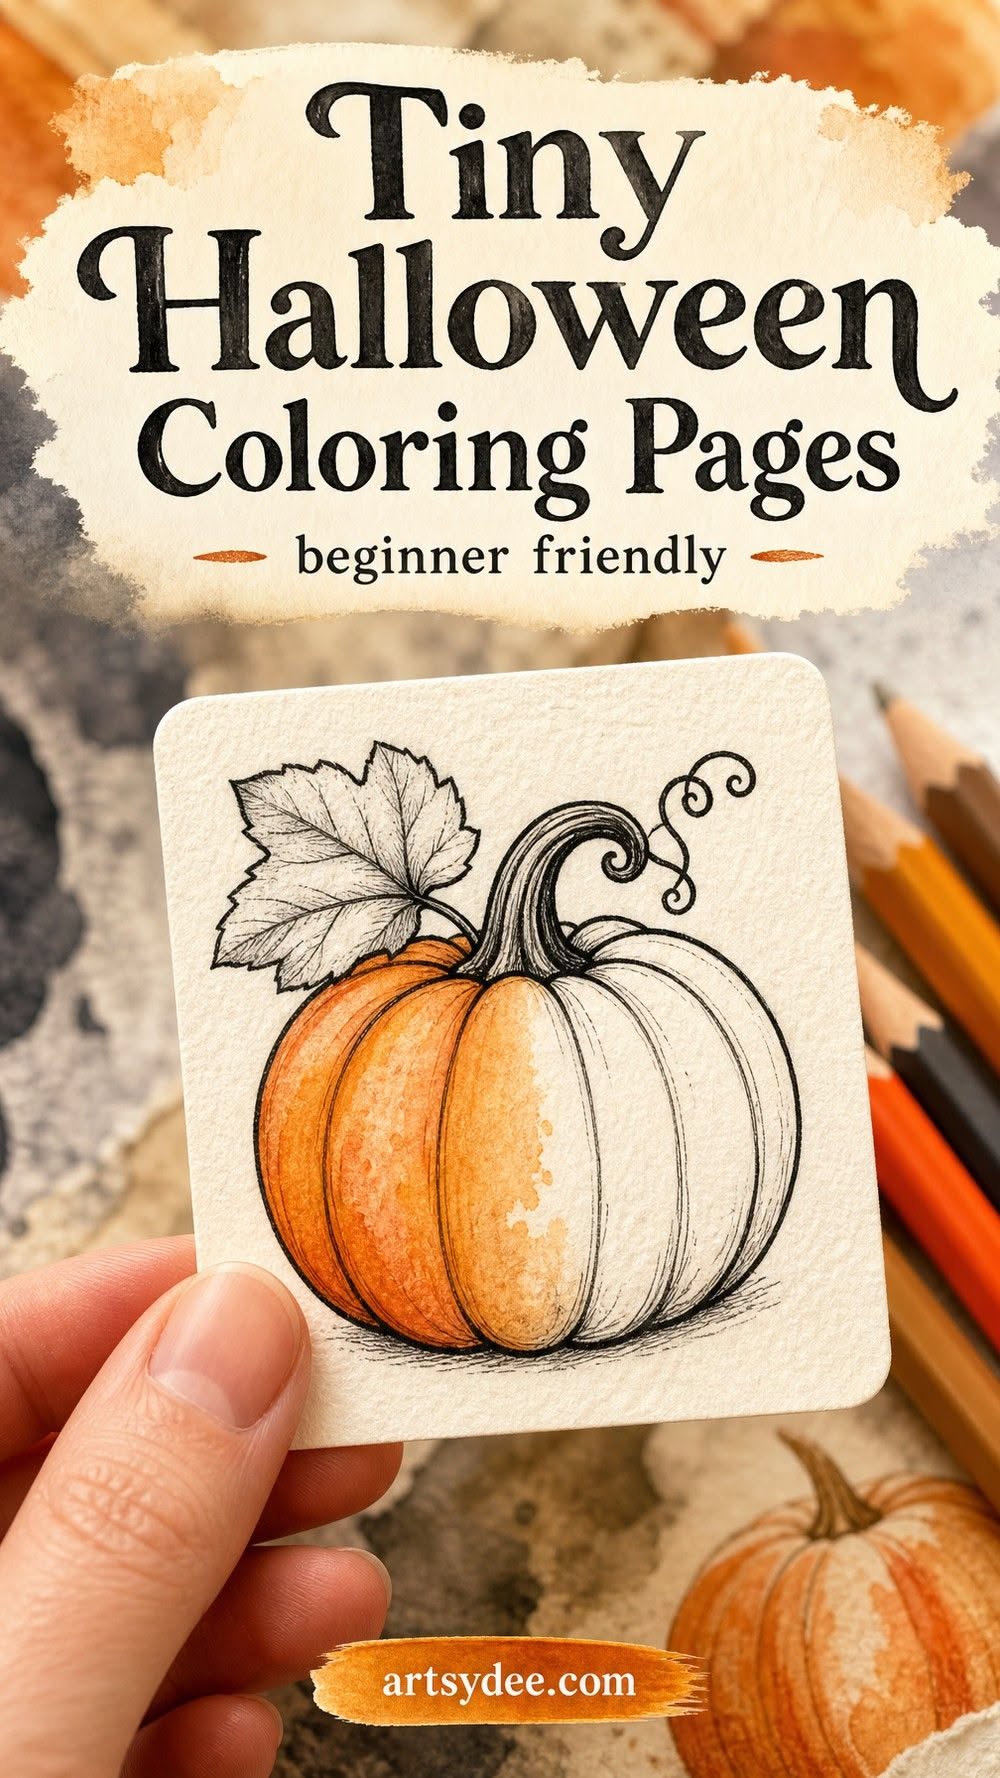 Tiny
Halloween
Coloring Pages
beginner friendly
artsydee.com